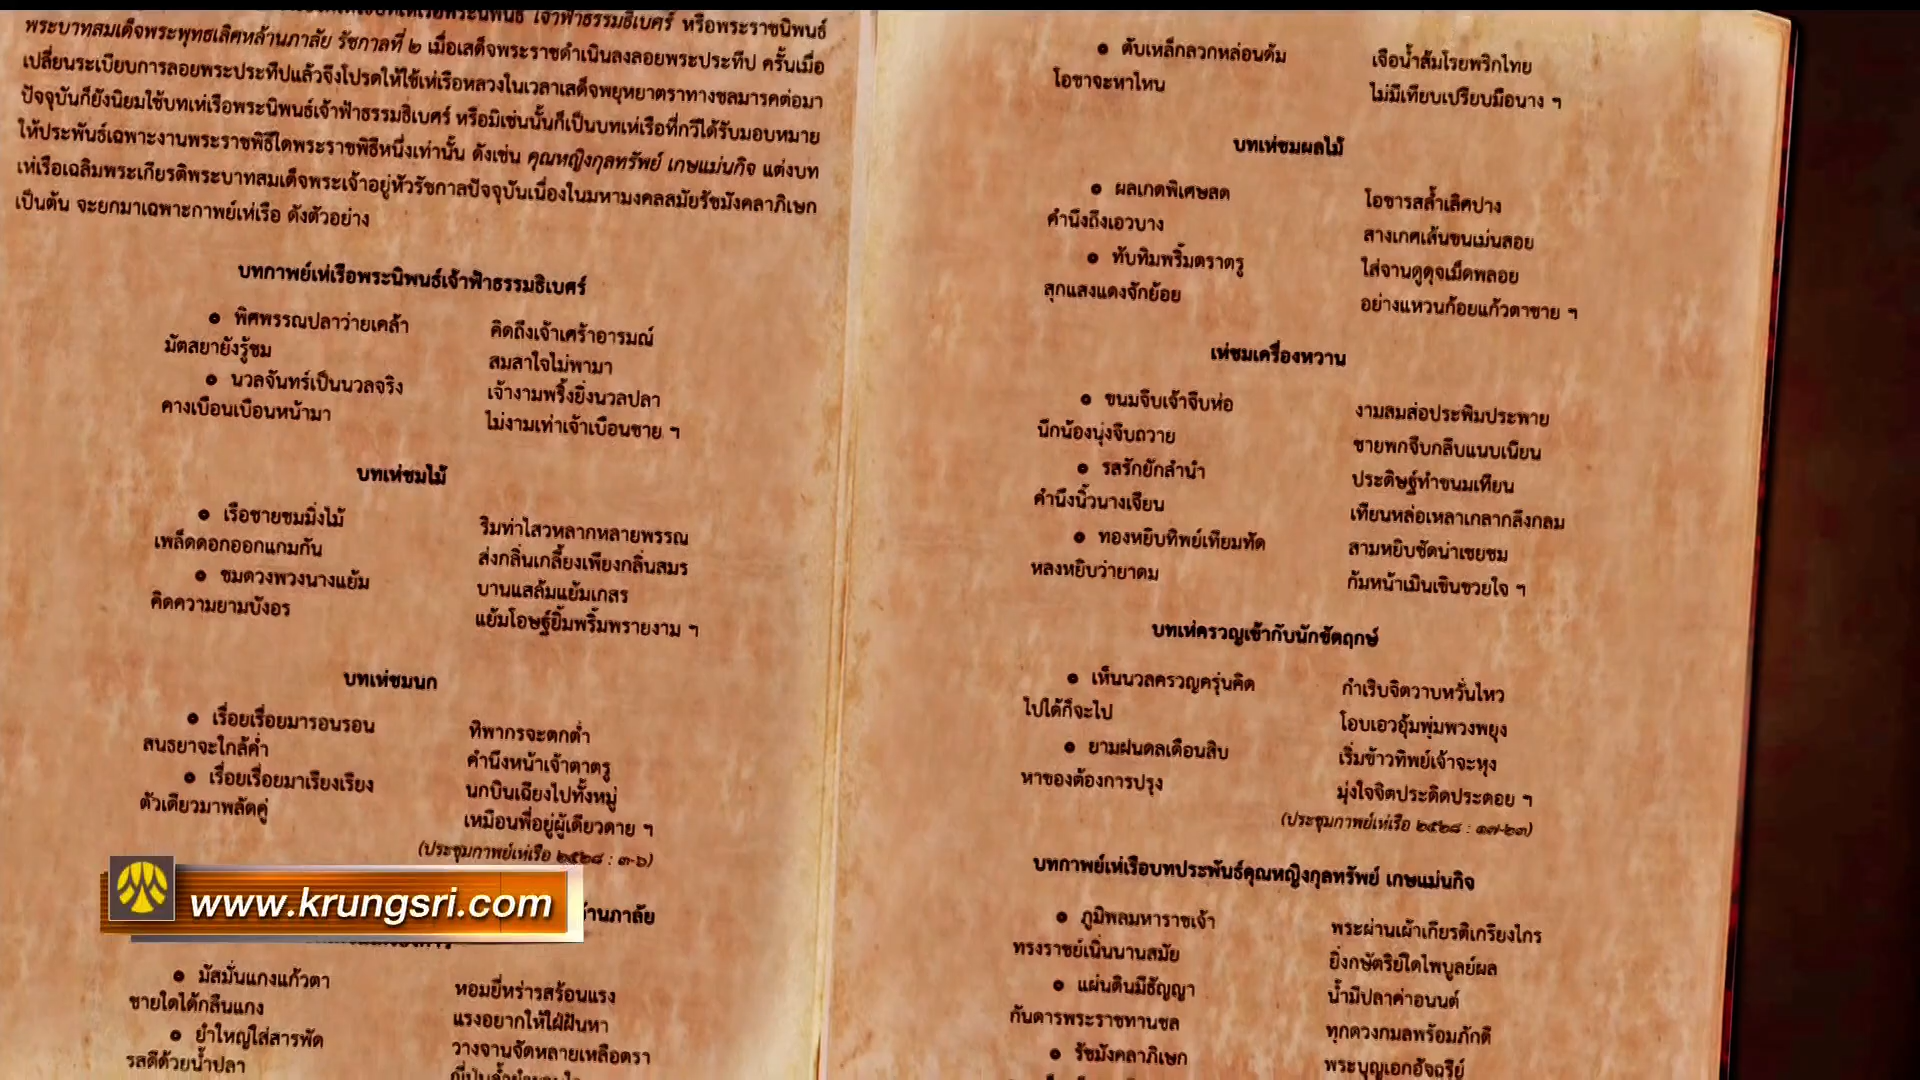 เจ้าฟ้าธรรมธิเบศร์ หรือพระราชนิพนธ์
พระบาทสมเด็จพระพุทธเลิศหล้านภาลัย รัชกาลที่ ๒ เมื่อเสด็จพระราชดำเนินลงลอยพระประทีป ครั้นเมื่อ
เปลี่ยนระเบียบการลอยพระประทีปแล้วจึงโปรดให้ใช้เห่เรือหลวงในเวลาเสด็จพยุหยาตราทางชลมารคต่อมา
ปัจจุบันก็ยังนิยมใช้บทเห่เรือพระนิพนธ์เจ้าฟ้าธรรมธิเบศร์ หรือมิเช่นนั้นก็เป็นบทเห่เรือที่กวีได้รับมอบหมาย
ให้ประพันธ์เฉพาะงานพระราชพิธีใดพระราชพิธีหนึ่งเท่านั้น ดังเช่น คุณหญิงกุลทรัพย์ เกษแม่นกิจ แต่งบท
เห่เรือเฉลิมพระเกียรติพระบาทสมเด็จพระเจ้าอยู่หัวรัชกาลปัจจุบันเนื่องในมหามงคลสมัยรัชมังคลาภิเษก
เป็นต้น จะยกมาเฉพาะกาพย์เห่เรือ ดังตัวอย่าง
บทกาพย์เห่เรือพระนิพนธ์เจ้าฟ้าธรรมธิเบศร์
๏ พิศพรรณปลาว่ายเคล้า คิดถึงเจ้าเศร้าอารมณ์
มัตสยายังรู้ชม สมสาใจไม่พามา
๏ นวลจันทร์เป็นนวลจริง เจ้างามพริ้งยิ่งนวลปลา
คางเบือนเบือนหน้ามา ไม่งามเท่าเจ้าเบือนชาย ฯ
บทเห่ชมไม้
๏ เรือชายชมมิ่งไม้ ริมท่าไสวหลากหลายพรรณ
เพล็ดดอกออกแกมกัน ส่งกลิ่นเกลี้ยงเพียงกลิ่นสมร
๏ ชมดวงพวงนางแย้ม บานแสล้มแย้มเกสร
คิดความยามบังอร แย้มโอษฐ์ยิ้มพริ้มพรายงาม ฯ
บทเห่ชมนก
๏ เรื่อยเรื่อยมารอนรอน ทิพากรจะตกต่ำ
สนธยาจะใกล้ค่ำ คำนึงหน้าเจ้าตาตรู
๏ เรื่อยเรื่อยมาเรียงเรียง นกบินเฉียงไปทั้งหมู่
ตัวเดียวมาพลัดคู่ เหมือนพี่อยู่ผู้เดียวดาย ฯ
(ประชุมกาพย์เห่เรือ ๒๕๒๘ : ๓-๖)
www.krungsri.com
ล้านภาลัย
๏ มัสมั่นแกงแก้วตา หอมยี่หร่ารสร้อนแรง
ชายใดได้กลืนแกง แรงอยากให้ใฝ่ฝันหา
๏ ยำใหญ่ใส่สารพัด วางจานจัดหลายเหลือตรา
รสดีด้วยน้ำปลา
๏ ตับเหล็กลวกหล่อนต้ม เจือน้ำส้มโรยพริกไทย
โอชาจะหาไหน ไม่มีเทียบเปรียบมือนาง ฯ
บทเห่ชมผลไม้
๏ ผลเกดพิเศษสด โอชารสล้ำเลิศปาง
คำนึงถึงเอวบาง สางเกศเส้นขนเม่นสอย
๏ ทับทิมพริ้มตราตรู ใส่จานดูดุจเม็ดพลอย
สุกแสงแดงจักย้อย อย่างแหวนก้อยแก้วตาชาย ฯ
เห่ชมเครื่องหวาน
๏ ขนมจีบเจ้าจีบห่อ งามสมส่อประพิมประพาย
นึกน้องนุ่งจีบถวาย ชายพกจีบกลีบแนบเนียน
๏ รสรักยักลำนำ ประดิษฐ์ทำขนมเทียน
คำนึงนิ้วนางเจียน เทียนหล่อเหลาเกลากลึงกลม
๏ ทองหยิบทิพย์เทียมทัด สามหยิบชัดน่าเชยชม
หลงหยิบว่ายาดม ก้มหน้าเมินเขินขวยใจ ฯ
บทเห่ครวญเข้ากับนักขัตฤกษ์
๏ เห็นนวลครวญครุ่นคิด กำเริบจิตวาบหวั่นไหว
ไปได้ก็จะไป โอบเอวอุ้มพุ่มพวงพยุง
๏ ยามฝนดลเดือนสิบ เริ่มข้าวทิพย์เจ้าจะหุง
หาของต้องการปรุง มุ่งใจจิตประดิดประดอย ฯ
(ประชุมกาพย์เห่เรือ ๒๕๒๘ : ๑๗-๒๓)
บทกาพย์เห่เรือบทประพันธ์คุณหญิงกุลทรัพย์ เกษแม่นกิจ
๏ ภูมิพลมหาราชเจ้า พระผ่านเผ้าเกียรติเกรียงไกร
ทรงราชย์เนิ่นนานสมัย ยิ่งกษัตริย์ใดไพบูลย์ผล
๏ แผ่นดินมีธัญญา น้ำมีปลาค่าอนนต์
กันดารพระราชทานชล ทุกดวงกมลพร้อมภักดี
๏ รัชมังคลาภิเษก พระบุญเอกอัจฉรีย์